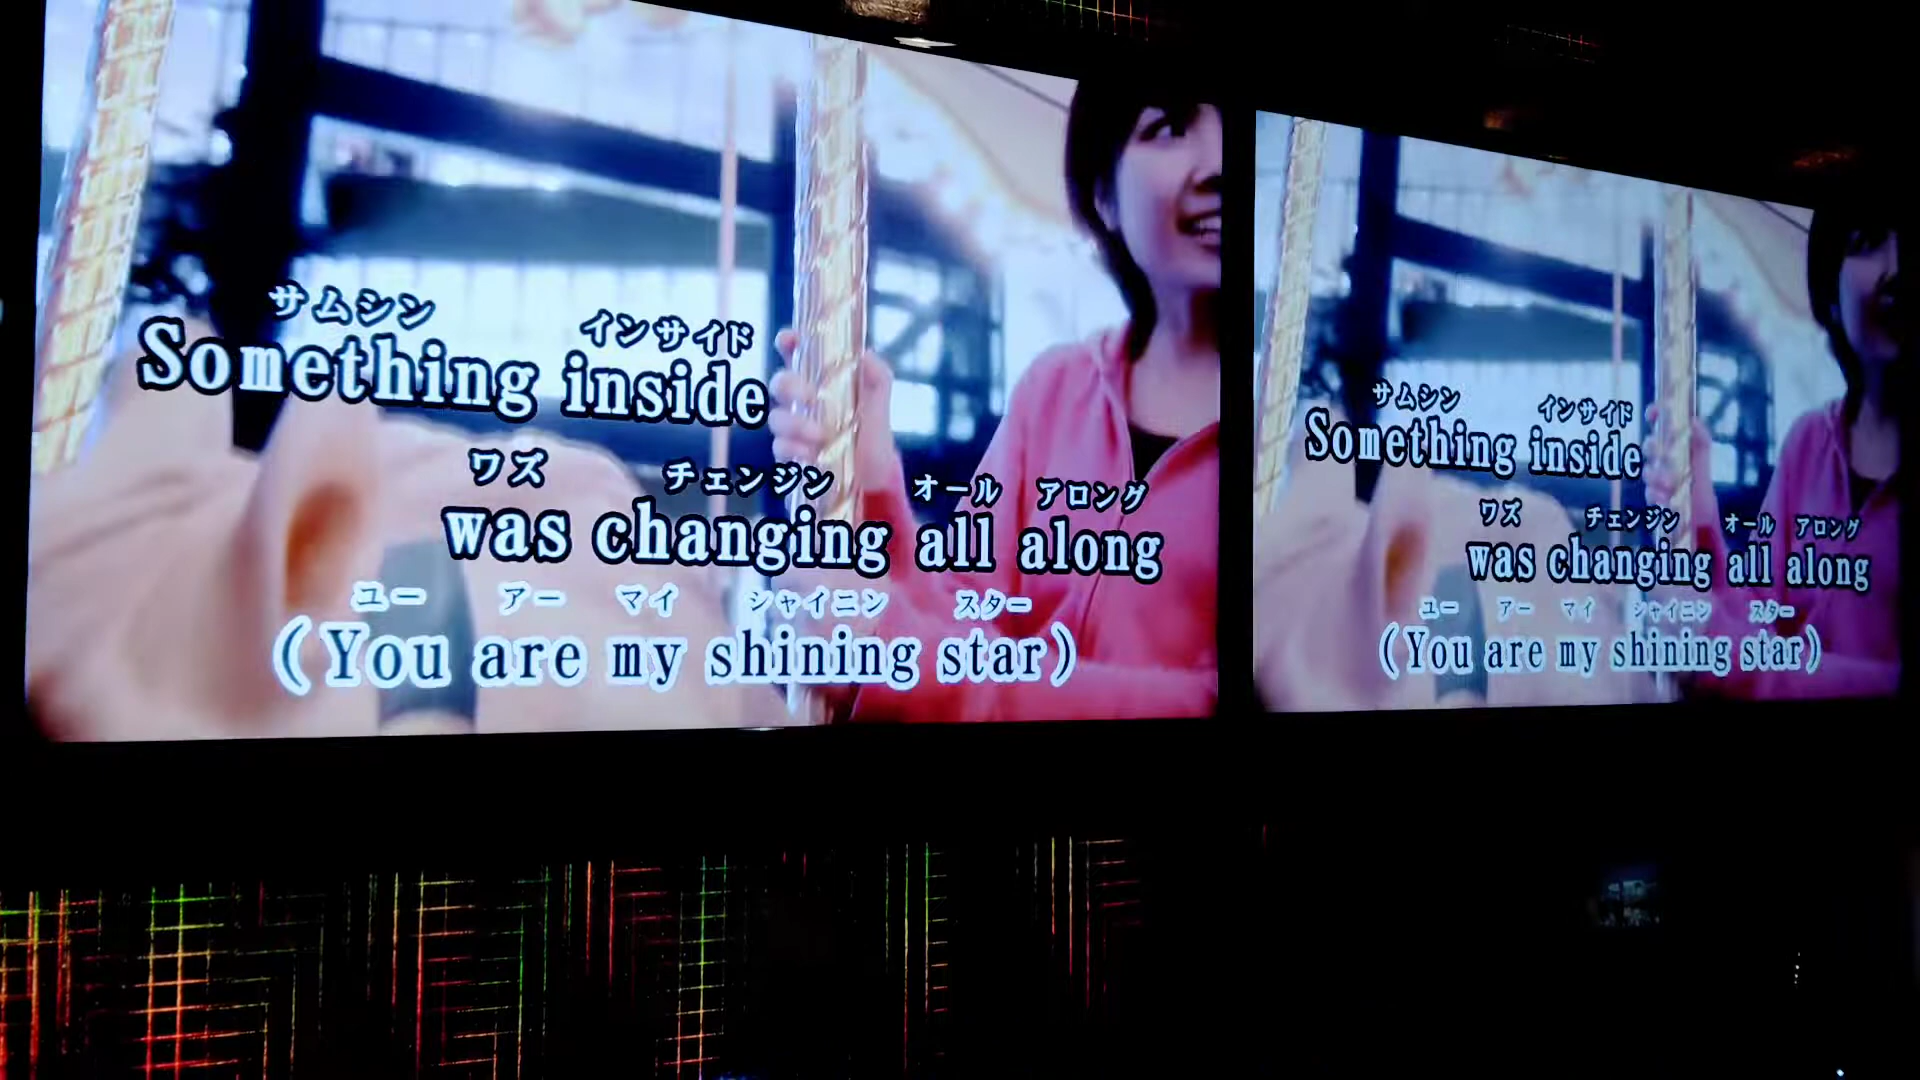 サムシン インサイド
Something inside
ワズ チェンジン オール アロング
was changing all along
ユー アー マイ シャイニン スター
(You are my shining star)
サムシン インサイド
Something inside
ワズ チェンジン オール アロング
was changing all along
ユー アー マイ シャイニン スター
(You are my shining star)